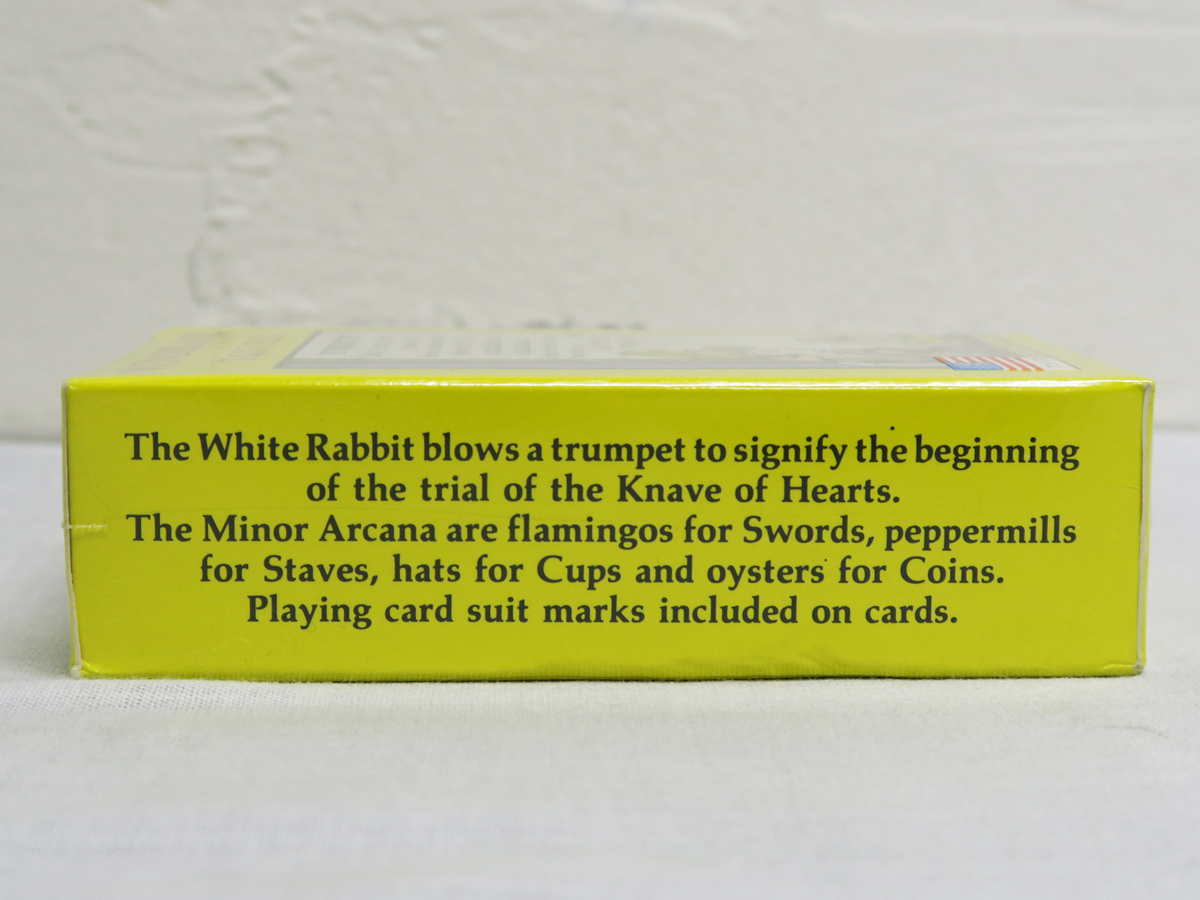 The White Rabbit blows a trumpet to signify the beginning
of the trial of the Knave of Hearts.
The Minor Arcana are flamingos for Swords, peppermills
for Staves, hats for Cups and oysters for Coins.
Playing card suit marks included on cards.